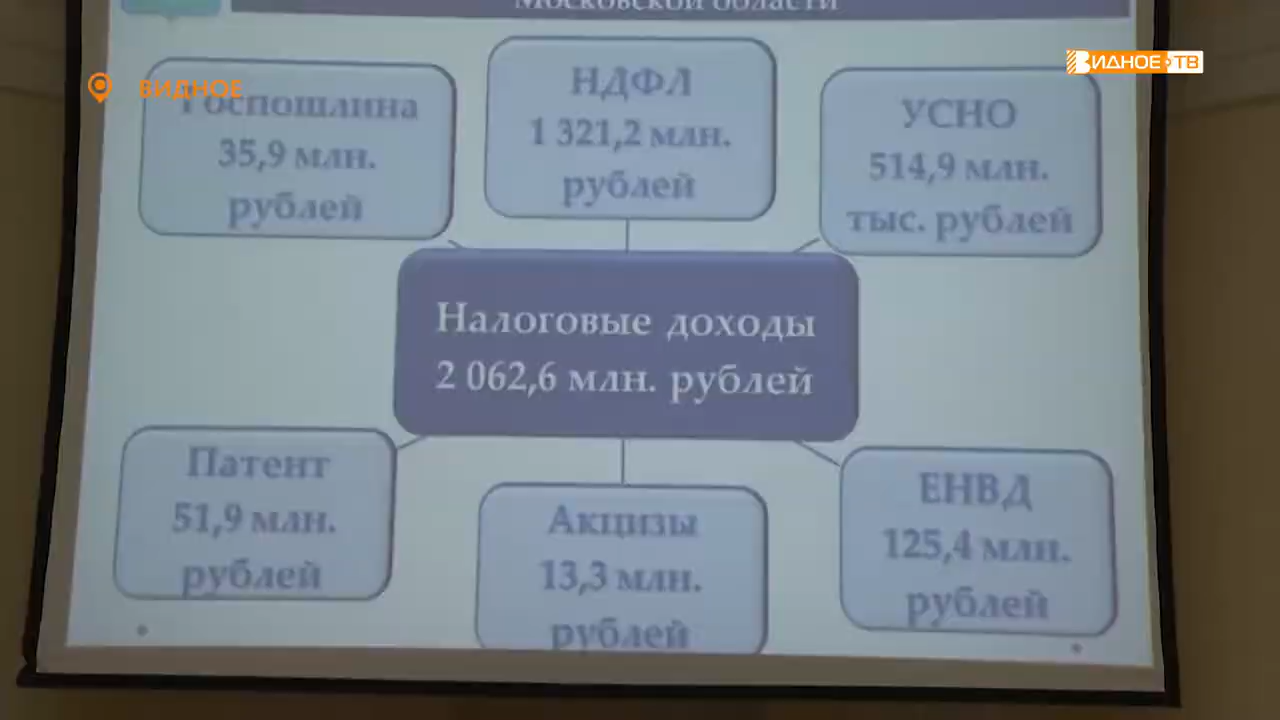 Московской области
ВИДНОЕ
ВИДНОЕ ТВ
Госпошлина
35,9 млн.
рублей
НДФЛ
1 321,2 млн.
рублей
УСНО
514,9 млн.
тыс. рублей
Налоговые доходы
2 062,6 млн. рублей
Патент
51,9 млн.
рублей
Акцизы
13,3 млн.
рублей
ЕНВД
125,4 млн.
рублей